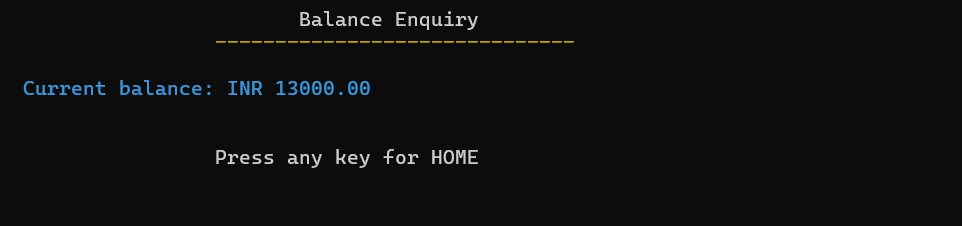 Balance Enquiry
------------------------------
Current balance: INR 13000.00
Press any key for HOME